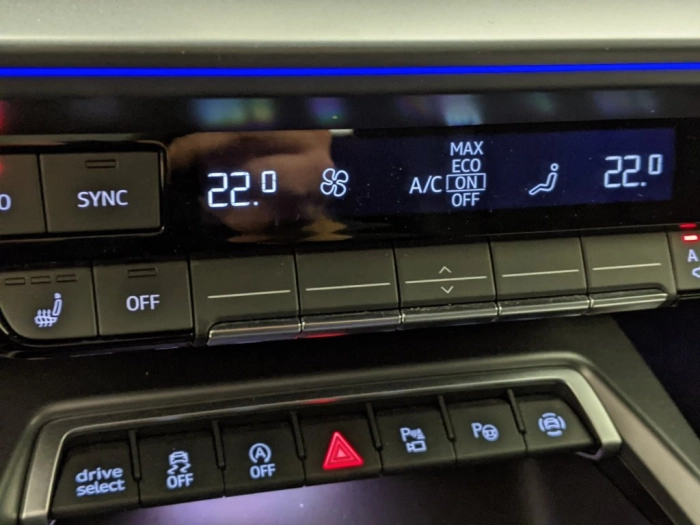 MAX
ECO
22.0 A/C ON 22.0
OFF
SYNC
OFF
drive
select
OFF
OFF
P
P